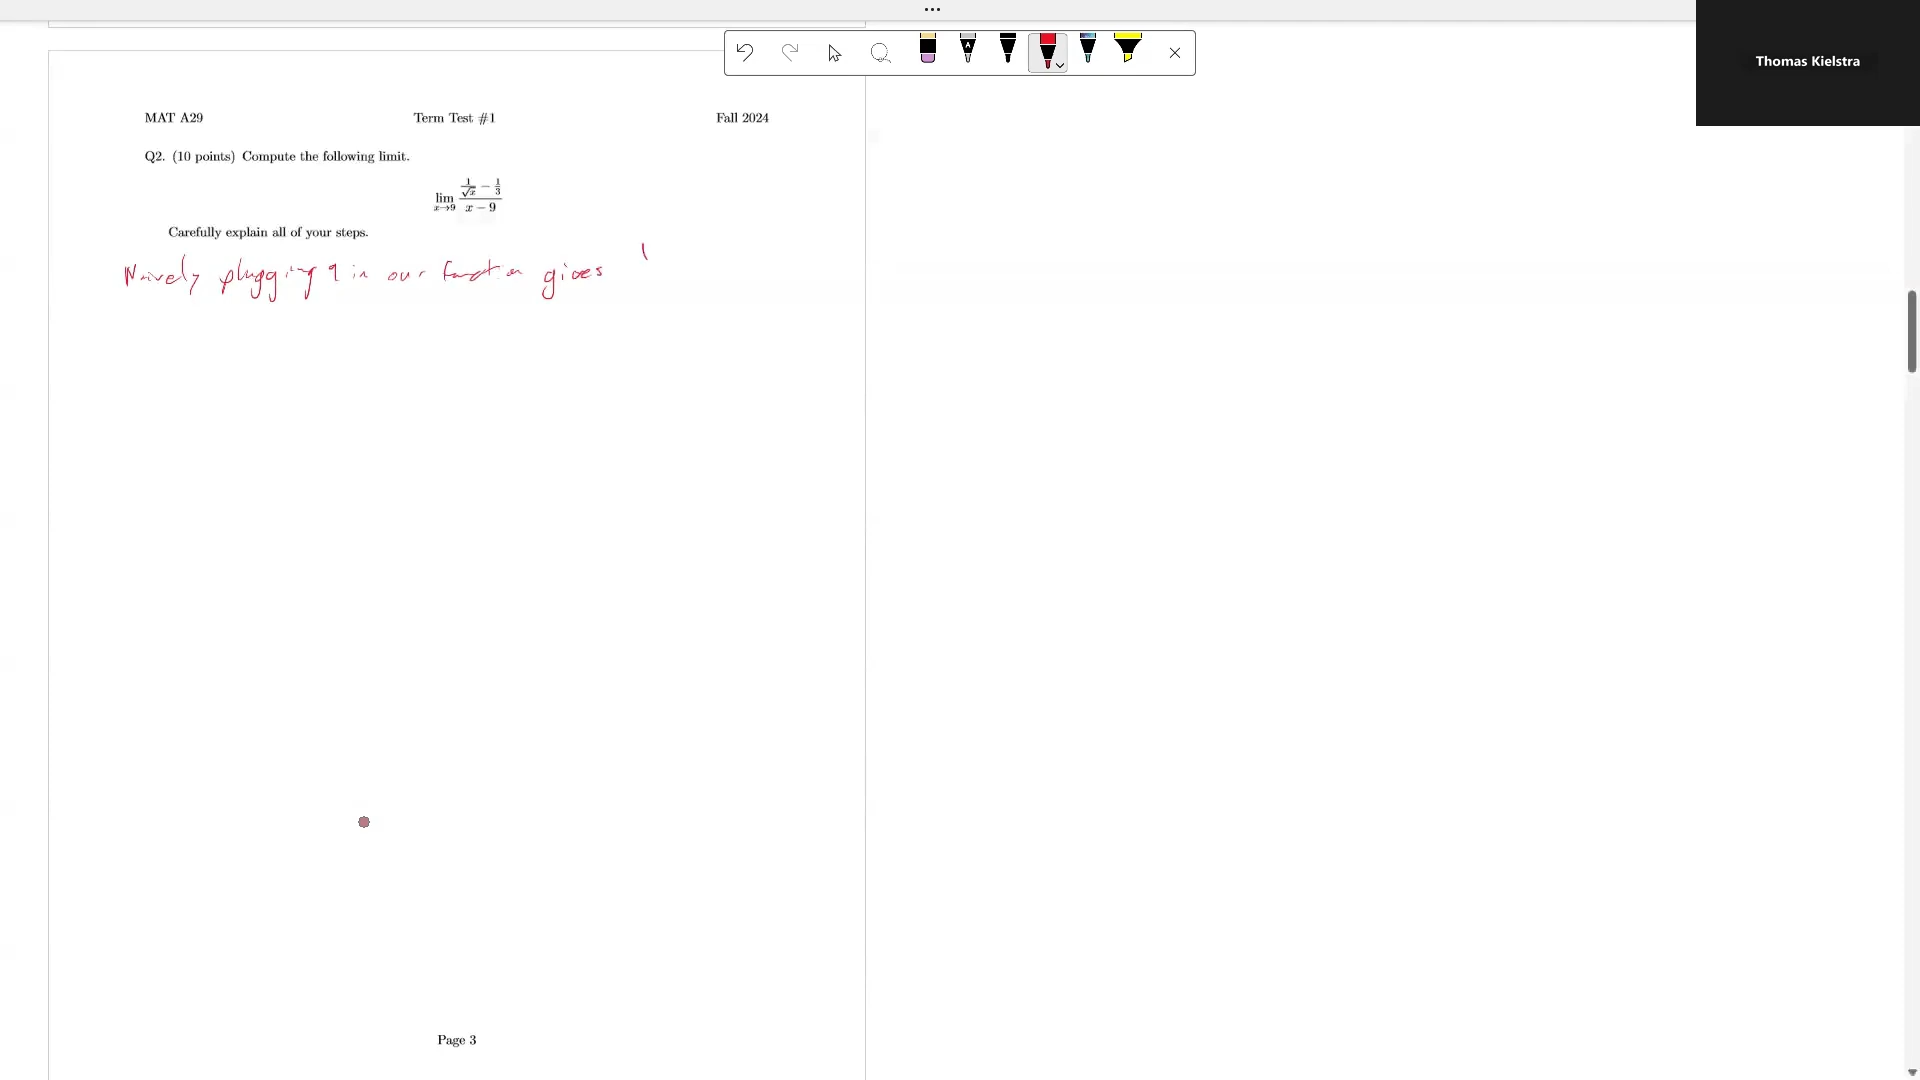 Thomas Kielstra
MAT A29 Term Test #1 Fall 2024
Q2. (10 points) Compute the following limit.
lim x→9 (1/√x − 1/3)/(x − 9)
Carefully explain all of your steps.
Naively plugging 9 in our function gives
Page 3